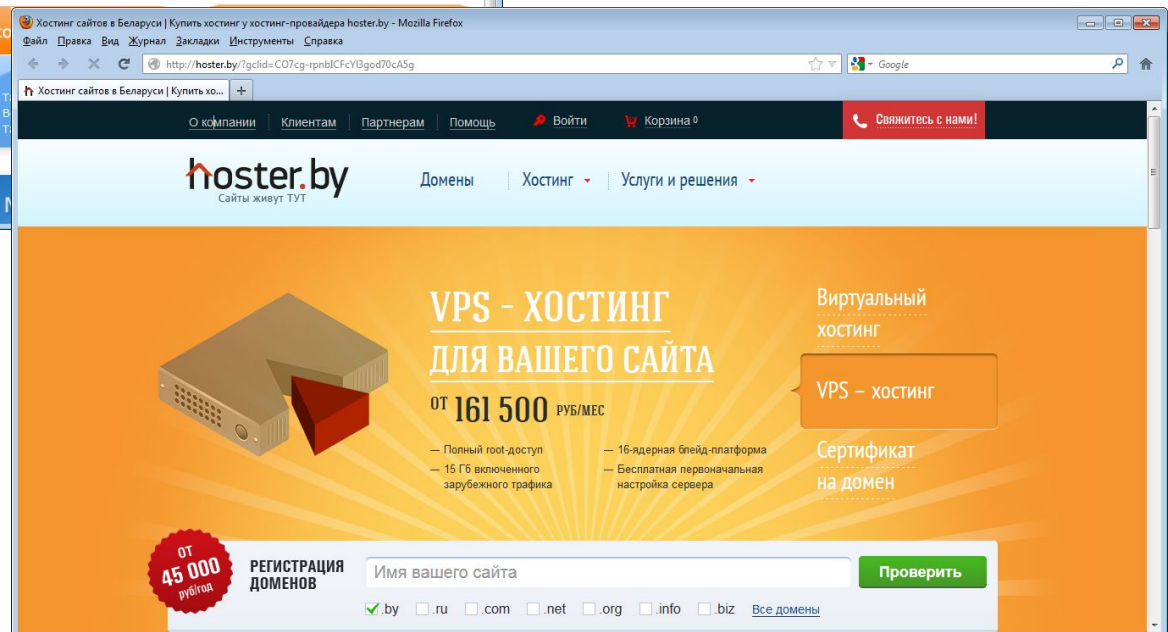 Хостинг сайтов в Беларуси | Купить хостинг у хостинг-провайдера hoster.by - Mozilla Firefox
Файл Правка Вид Журнал Закладки Инструменты Справка
http://hoster.by/?gclid=CO7cg-rpnbICFcYl3god70cA5g
Google
Хостинг сайтов в Беларуси | Купить хо... +
О компании Клиентам Партнерам Помощь Войти Корзина 0 Свяжитесь с нами!
hoster.by
Сайты живут ТУТ
Домены Хостинг Услуги и решения
VPS - ХОСТИНГ
ДЛЯ ВАШЕГО САЙТА
ОТ 161 500 РУБ/МЕС
— Полный root-доступ
— 15 Гб включенного
зарубежного трафика
— 16-ядерная блейд-платформа
— Бесплатная первоначальная
настройка сервера
Виртуальный
хостинг
VPS – хостинг
Сертификат
на домен
ОТ
45 000
руб/год
РЕГИСТРАЦИЯ
ДОМЕНОВ
Имя вашего сайта
Проверить
.by .ru .com .net .org .info .biz Все домены